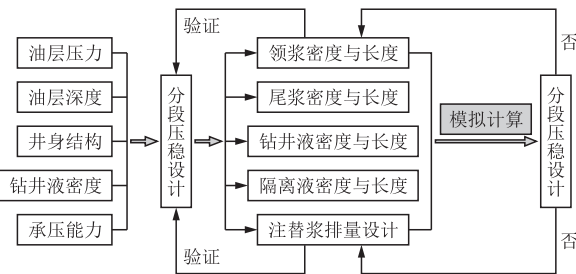 验证
否
油层压力
油层深度
井身结构
钻井液密度
承压能力
分段压稳设计
领浆密度与长度
尾浆密度与长度
钻井液密度与长度
隔离液密度与长度
注替浆排量设计
模拟计算
分段压稳设计
验证
否